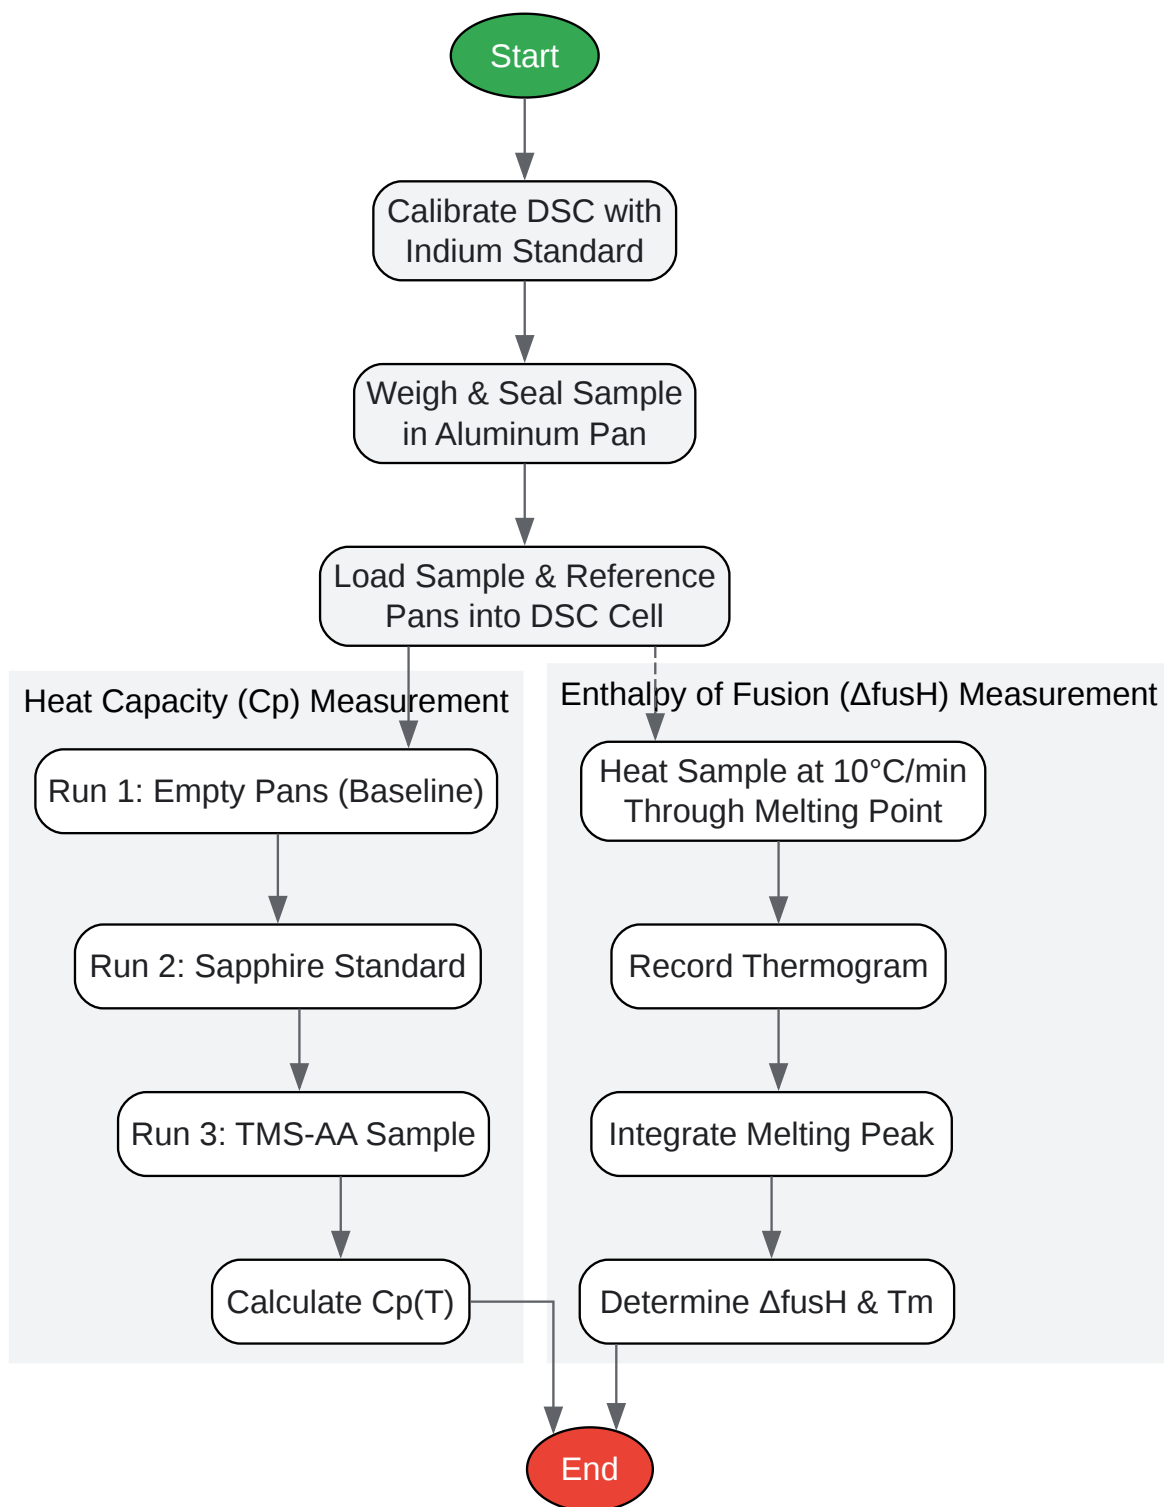 Start
Calibrate DSC with
Indium Standard
Weigh & Seal Sample
in Aluminum Pan
Load Sample & Reference
Pans into DSC Cell
Heat Capacity (Cp) Measurement
Run 1: Empty Pans (Baseline)
Run 2: Sapphire Standard
Run 3: TMS-AA Sample
Calculate Cp(T)
Enthalpy of Fusion (ΔfusH) Measurement
Heat Sample at 10°C/min
Through Melting Point
Record Thermogram
Integrate Melting Peak
Determine ΔfusH & Tm
End